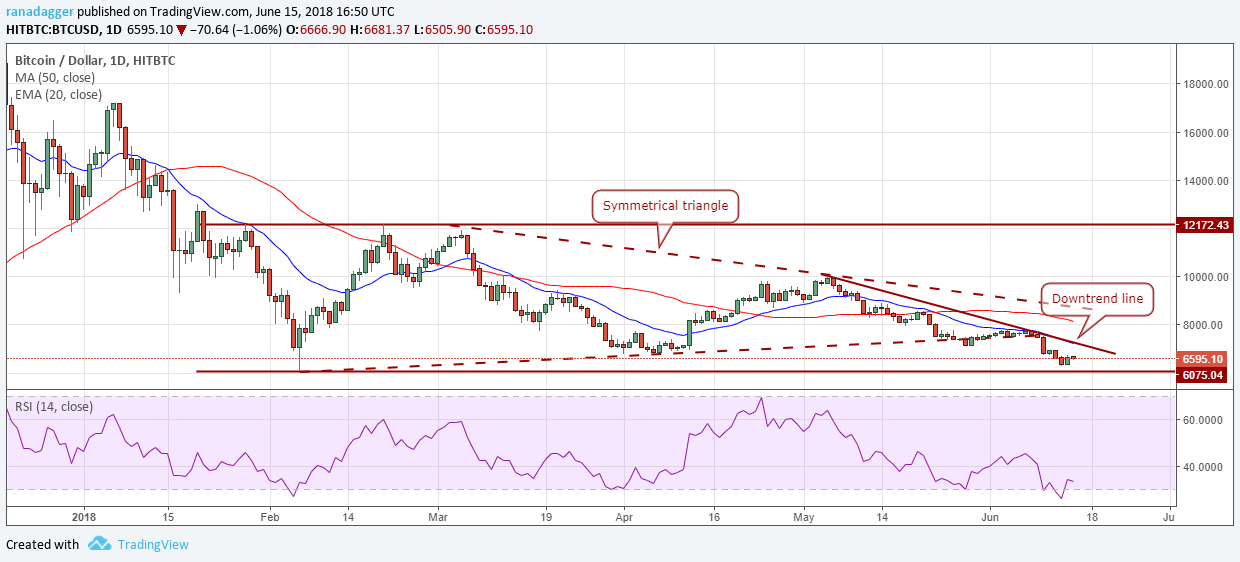 ranadagger published on TradingView.com, June 15, 2018 16:50 UTC
HITBTC:BTCUSD, 1D 6595.10 ▼ −70.64 (−1.06%) O:6666.90 H:6681.37 L:6505.90 C:6595.10
Bitcoin / Dollar, 1D, HITBTC
MA (50, close)
EMA (20, close)
18000.00
16000.00
14000.00
Symmetrical triangle
12172.43
10000.00
Downtrend line
8000.00
6595.10
6075.04
RSI (14, close)
60.0000
40.0000
2018 15 Feb 14 Mar 19 Apr 16 May 14 Jun 18 Ju
Created with TradingView